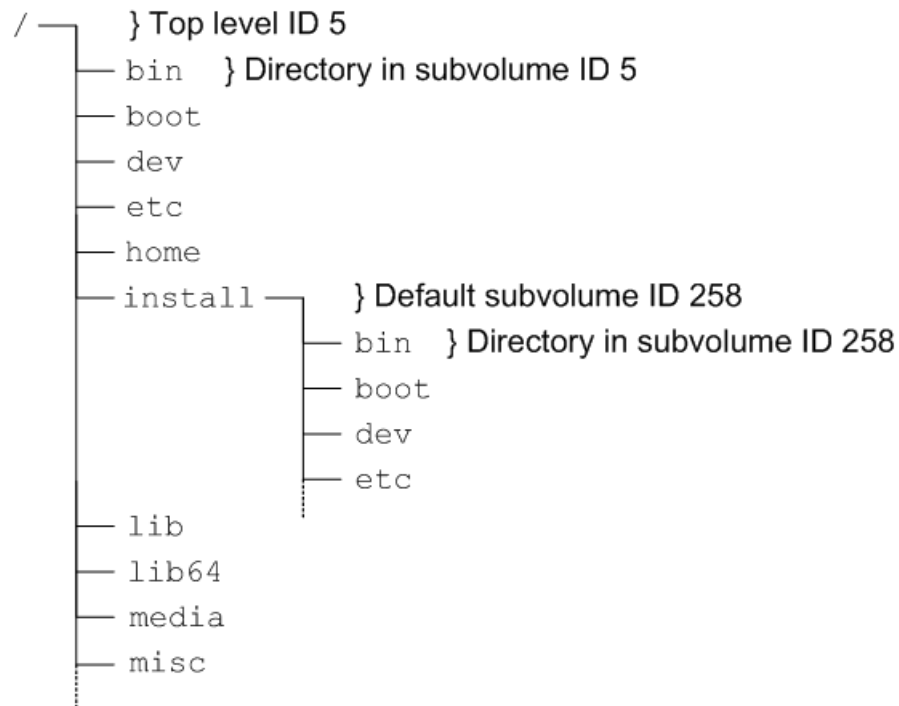 / } Top level ID 5
bin } Directory in subvolume ID 5
boot
dev
etc
home
install } Default subvolume ID 258
bin } Directory in subvolume ID 258
boot
dev
etc
lib
lib64
media
misc